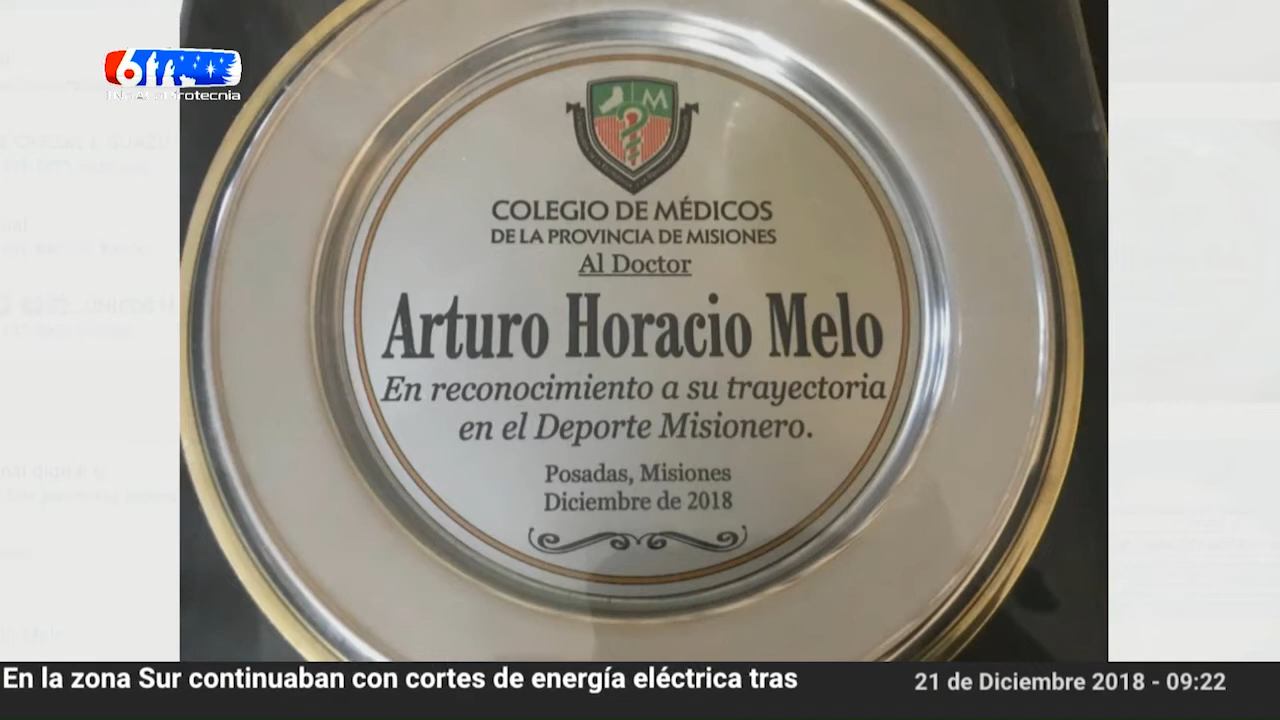 COLEGIO DE MÉDICOS
DE LA PROVINCIA DE MISIONES
Al Doctor
Arturo Horacio Melo
En reconocimiento a su trayectoria
en el Deporte Misionero.
Posadas, Misiones
Diciembre de 2018
En la zona Sur continuaban con cortes de energía eléctrica tras
21 de Diciembre 2018 - 09:22